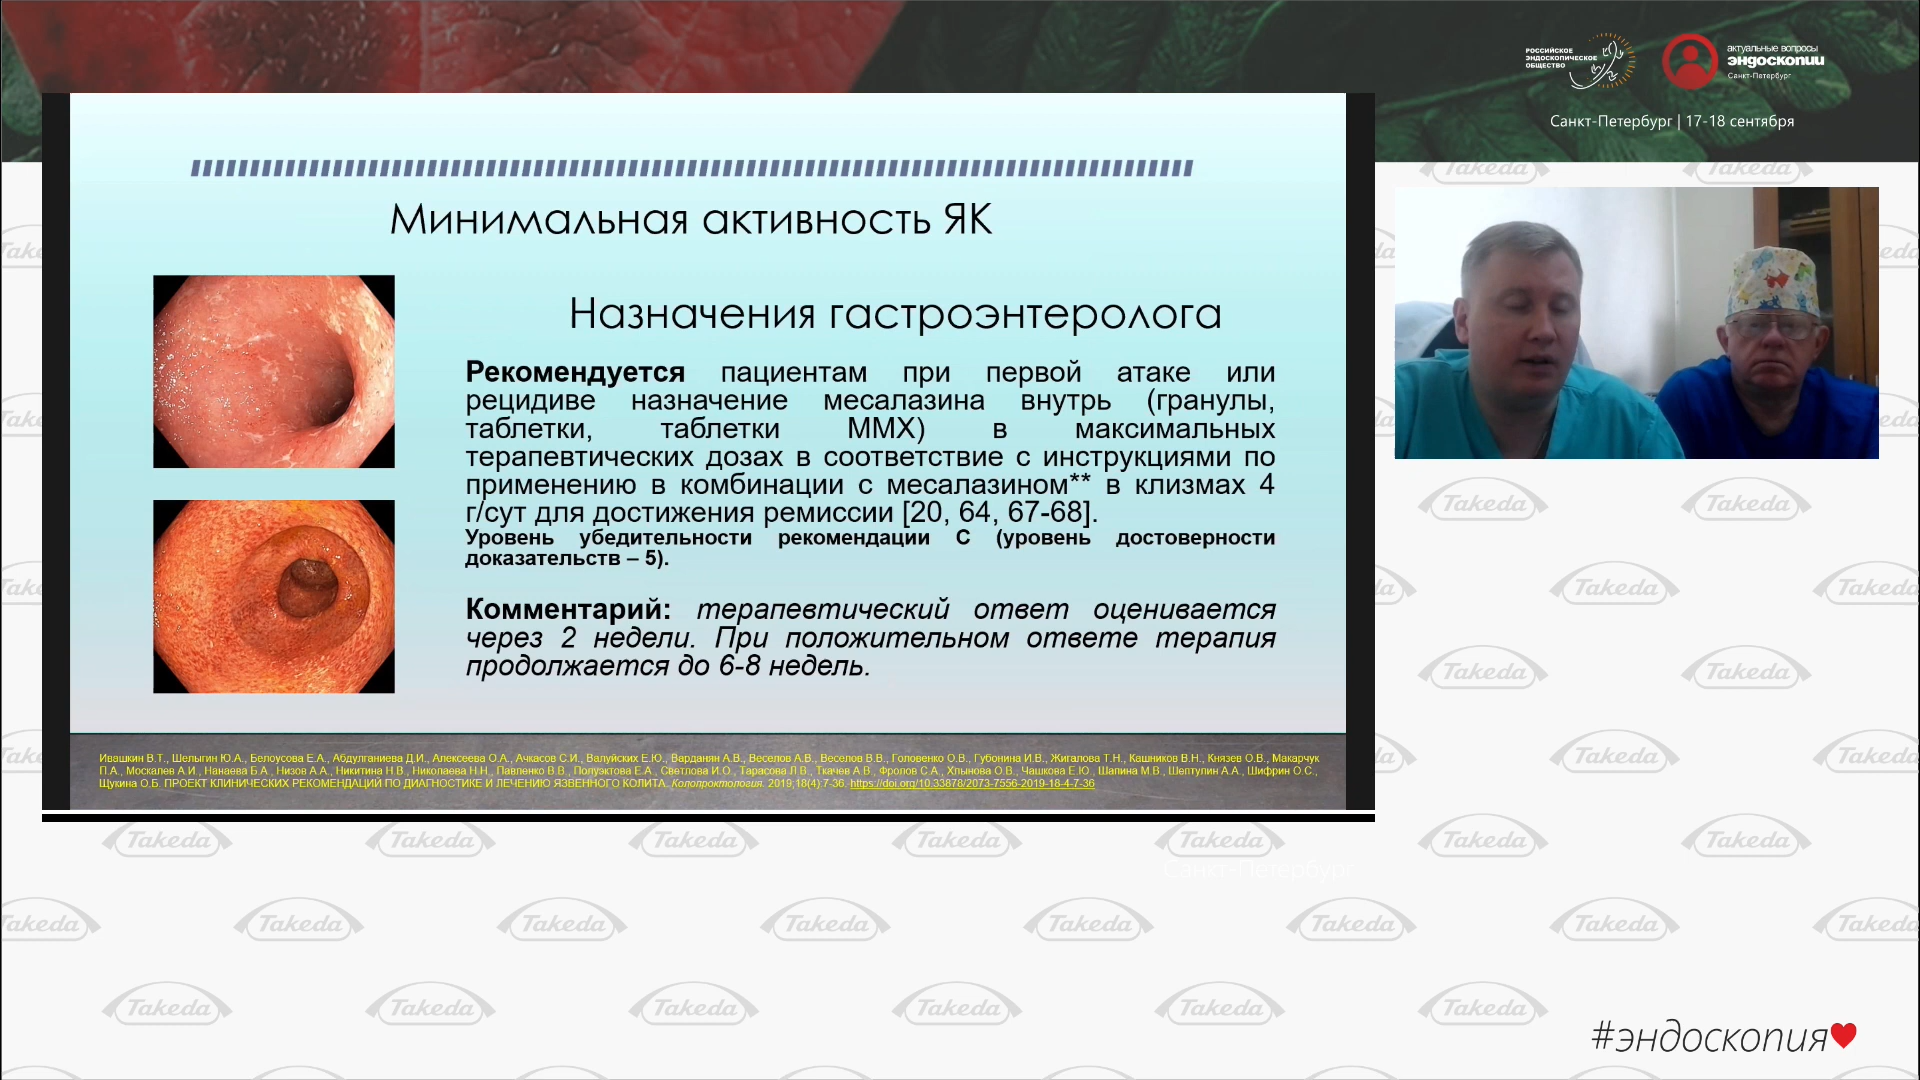 РОССИЙСКОЕ
ЭНДОСКОПИЧЕСКОЕ
ОБЩЕСТВО
актуальные вопросы
эндоскопии
Санкт-Петербург
Санкт-Петербург | 17-18 сентября
Минимальная активность ЯК
Назначения гастроэнтеролога
Рекомендуется пациентам при первой атаке или
рецидиве назначение месалазина внутрь (гранулы,
таблетки, таблетки ММХ) в максимальных
терапевтических дозах в соответствие с инструкциями по
применению в комбинации с месалазином** в клизмах 4
г/сут для достижения ремиссии [20, 64, 67-68].
Уровень убедительности рекомендации С (уровень достоверности
доказательств – 5).
Комментарий: терапевтический ответ оценивается
через 2 недели. При положительном ответе терапия
продолжается до 6-8 недель.
Ивашкин В.Т., Шелыгин Ю.А., Белоусова Е.А., Абдулганиева Д.И., Алексеева О.А., Ачкасов С.И., Валуйских Е.Ю., Варданян А.В., Веселов А.В., Веселов В.В., Головенко О.В., Губонина И.В., Жигалова Т.Н., Кашников В.Н., Князев О.В., Макарчук
П.А., Москалев А.И., Нанаева Б.А., Низов А.А., Никитина Н.В., Николаева Н.Н., Павленко В.В., Полуэктова Е.А., Светлова И.О., Тарасова Л.В., Ткачев А.В., Фролов С.А., Хлынова О.В., Чашкова Е.Ю., Шапина М.В., Шептулин А.А., Шифрин О.С.,
Щукина О.Б. ПРОЕКТ КЛИНИЧЕСКИХ РЕКОМЕНДАЦИЙ ПО ДИАГНОСТИКЕ И ЛЕЧЕНИЮ ЯЗВЕННОГО КОЛИТА. Колопроктология. 2019;18(4):7-36. https://doi.org/10.33878/2073-7556-2019-18-4-7-36
Takeda
Санкт-Петербург
#эндоскопия